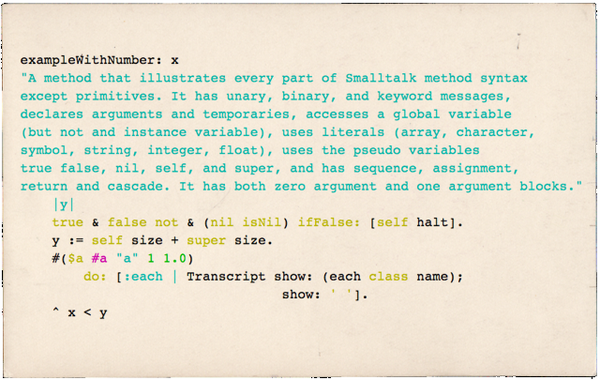 exampleWithNumber: x
"A method that illustrates every part of Smalltalk method syntax
except primitives. It has unary, binary, and keyword messages,
declares arguments and temporaries, accesses a global variable
(but not and instance variable), uses literals (array, character,
symbol, string, integer, float), uses the pseudo variables
true false, nil, self, and super, and has sequence, assignment,
return and cascade. It has both zero argument and one argument blocks."
|y|
true & false not & (nil isNil) ifFalse: [self halt].
y := self size + super size.
#($a #a "a" 1 1.0)
do: [:each | Transcript show: (each class name);
show: ' '].
^ x < y